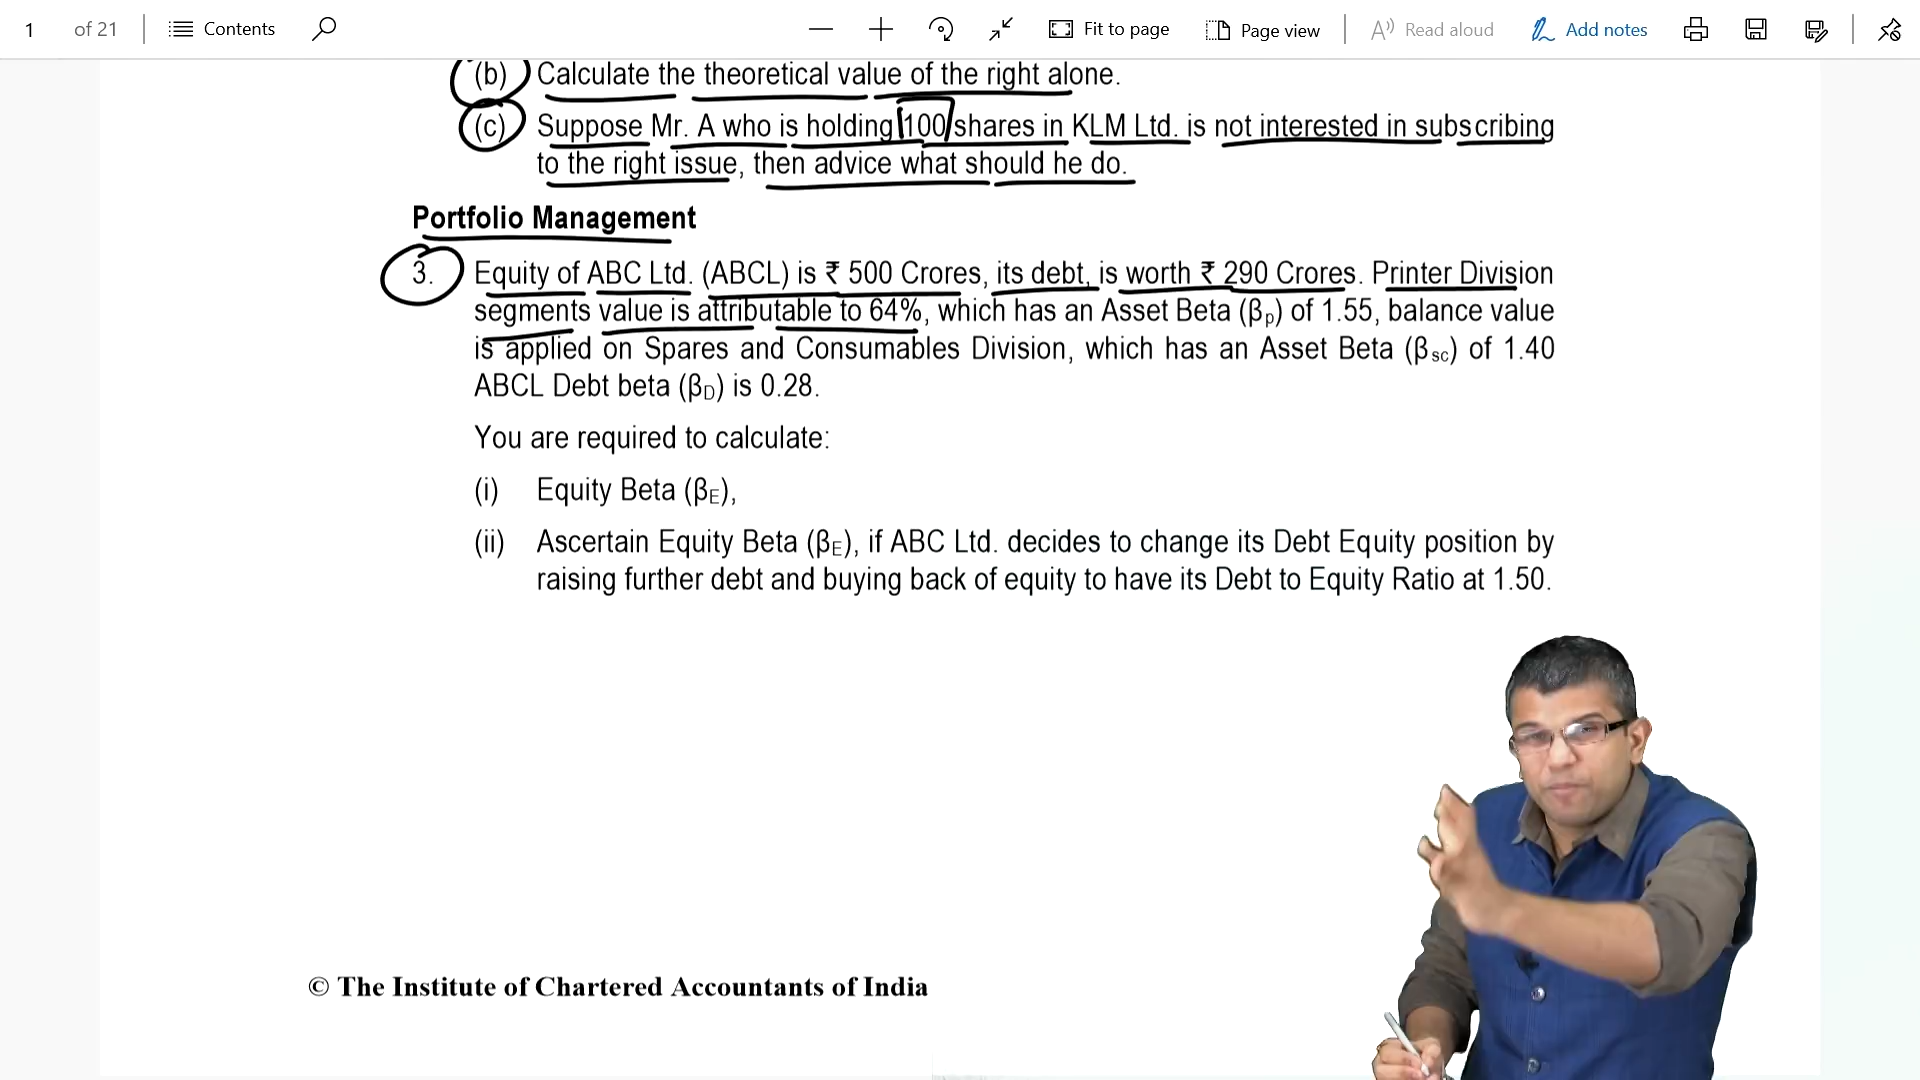 1 of 21 Contents Fit to page Page view Read aloud Add notes
(b) Calculate the theoretical value of the right alone.
(c) Suppose Mr. A who is holding 100 shares in KLM Ltd. is not interested in subscribing
to the right issue, then advice what should he do.
Portfolio Management
3. Equity of ABC Ltd. (ABCL) is ₹ 500 Crores, its debt, is worth ₹ 290 Crores. Printer Division
segments value is attributable to 64%, which has an Asset Beta (βp) of 1.55, balance value
is applied on Spares and Consumables Division, which has an Asset Beta (βsc) of 1.40
ABCL Debt beta (βD) is 0.28.
You are required to calculate:
(i) Equity Beta (βE),
(ii) Ascertain Equity Beta (βE), if ABC Ltd. decides to change its Debt Equity position by
raising further debt and buying back of equity to have its Debt to Equity Ratio at 1.50.
© The Institute of Chartered Accountants of India